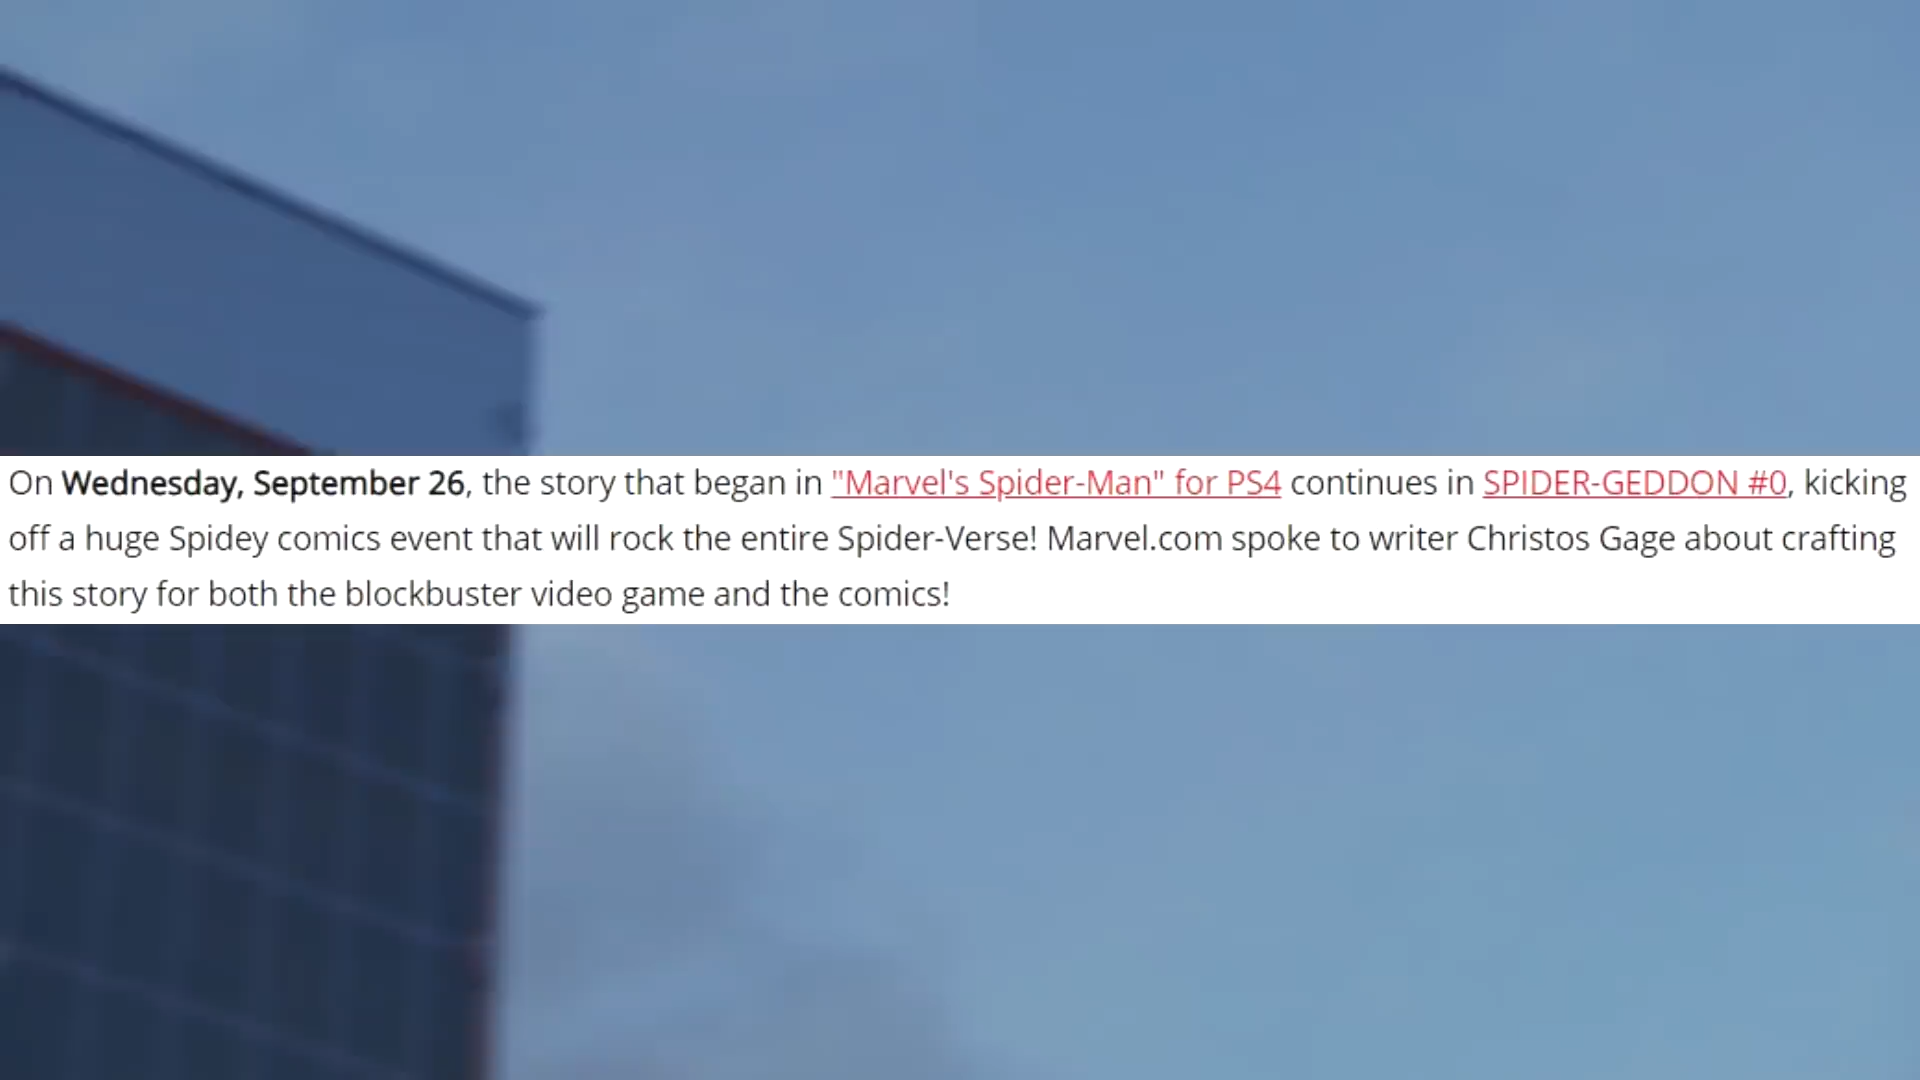 On Wednesday, September 26, the story that began in "Marvel's Spider-Man" for PS4 continues in SPIDER-GEDDON #0, kicking
off a huge Spidey comics event that will rock the entire Spider-Verse! Marvel.com spoke to writer Christos Gage about crafting
this story for both the blockbuster video game and the comics!